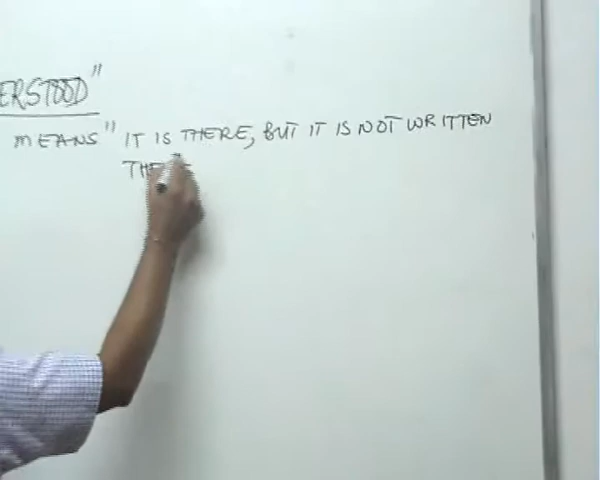 ERSTOOD"
MEANS " IT IS THERE, BUT IT IS NOT WRITTEN